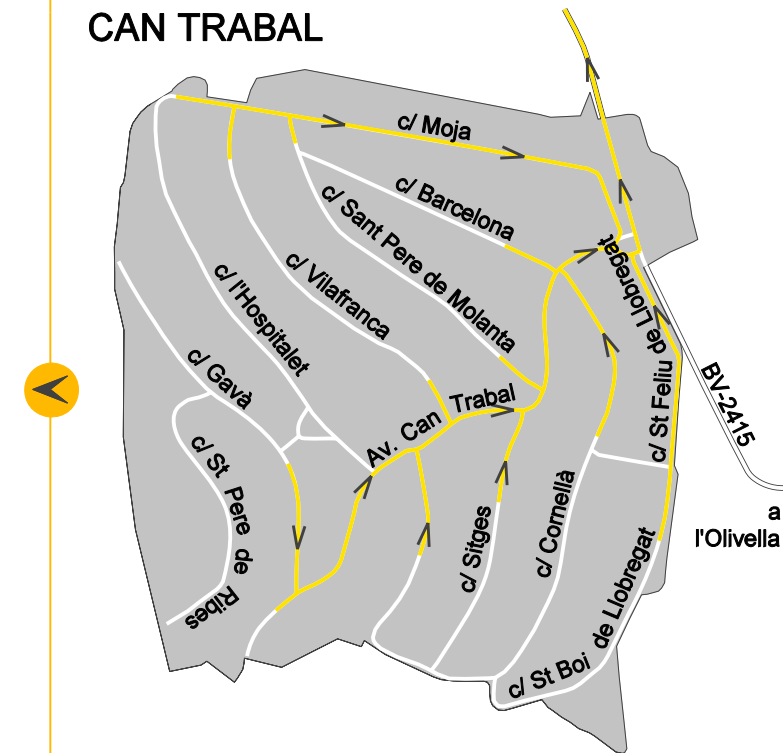 CAN TRABAL
c/ Moja
c/ Barcelona
c/ Sant Pere de Molanta
c/ Vilafranca
c/ l'Hospitalet
c/ Gavà
c/ St Pere de Ribes
Av. Can Trabal
c/ St Feliu de Llobregat
BV-2415
a
l'Olivella
c/ Sitges
c/ Cornellà
c/ St Boi de Llobregat